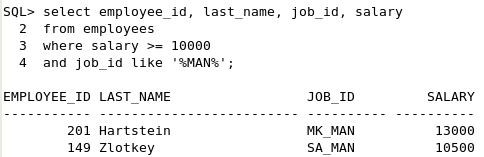 SQL> select employee_id, last_name, job_id, salary
  2  from employees
  3  where salary >= 10000
  4  and job_id like '%MAN%';

EMPLOYEE_ID LAST_NAME                 JOB_ID         SALARY
----------- ------------------------- ---------- ----------
        201 Hartstein                 MK_MAN          13000
        149 Zlotkey                   SA_MAN          10500